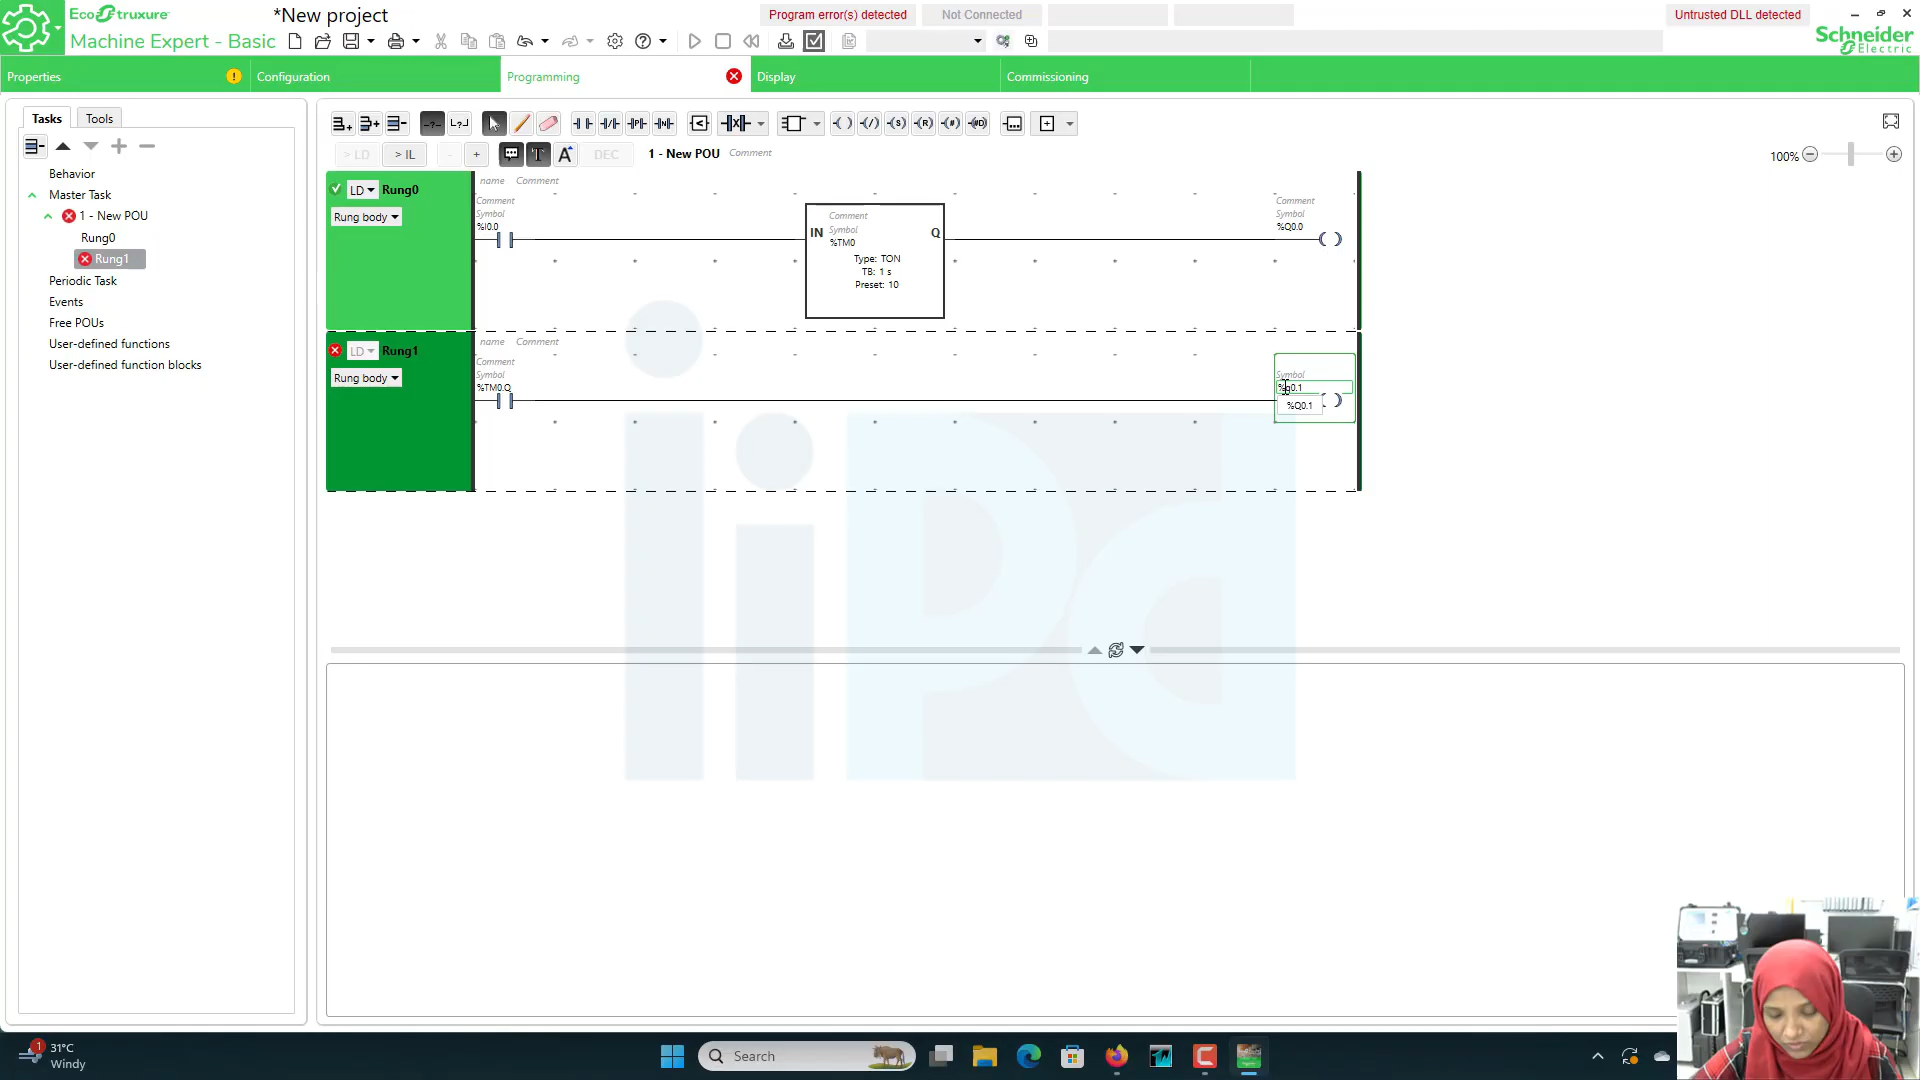 EcoStruxure
Machine Expert - Basic
*New project
Program error(s) detected
Not Connected
Untrusted DLL detected
Schneider
Electric
Properties
Configuration
Programming
Display
Commissioning
Tasks
Tools
Behavior
Master Task
1 - New POU
Rung0
Rung1
Periodic Task
Events
Free POUs
User-defined functions
User-defined function blocks
> LD
> IL
-
+
T
A
DEC
1 - New POU
Comment
100%
LD
Rung0
Rung body
name
Comment
Comment
Symbol
%I0.0
Comment
Symbol
%TM0
IN
Q
Type: TON
TB: 1 s
Preset: 10
Comment
Symbol
%Q0.0
LD
Rung1
Rung body
name
Comment
Comment
Symbol
%TM0.Q
Symbol
%q0.1
%Q0.1
iiPd
1
31°C
Windy
Search